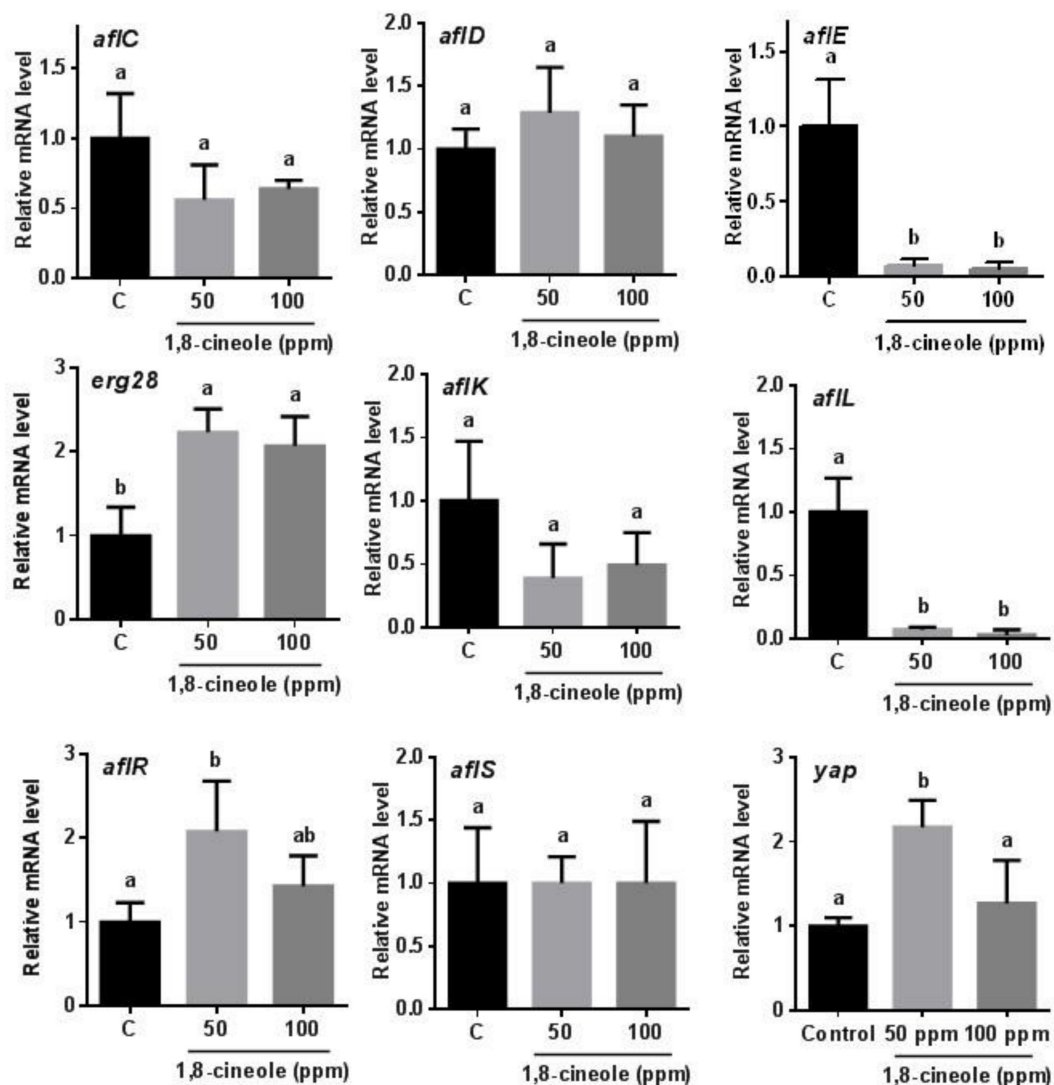 aflC
Relative mRNA level
1.5
1.0
0.5
0.0
a
a
a
C
50
100
1,8-cineole (ppm)
aflD
Relative mRNA level
2.0
1.5
1.0
0.5
0.0
a
a
a
C
50
100
1,8-cineole (ppm)
aflE
Relative mRNA level
1.5
1.0
0.5
0.0
a
b
b
C
50
100
1,8-cineole (ppm)
erg28
Relative mRNA level
3
2
1
0
b
a
a
C
50
100
1,8-cineole (ppm)
aflK
Relative mRNA level
2.0
1.5
1.0
0.5
0.0
a
a
a
C
50
100
1,8-cineole (ppm)
aflL
Relative mRNA level
2.0
1.5
1.0
0.5
0.0
a
b
b
C
50
100
1,8-cineole (ppm)
aflR
Relative mRNA level
3
2
1
0
a
b
ab
C
50
100
1,8-cineole (ppm)
aflS
Relative mRNA level
2.0
1.5
1.0
0.5
0.0
a
a
a
C
50
100
1,8-cineole (ppm)
yap
Relative mRNA level
3
2
1
0
a
b
a
Control 50 ppm 100 ppm
1,8-cineole (ppm)